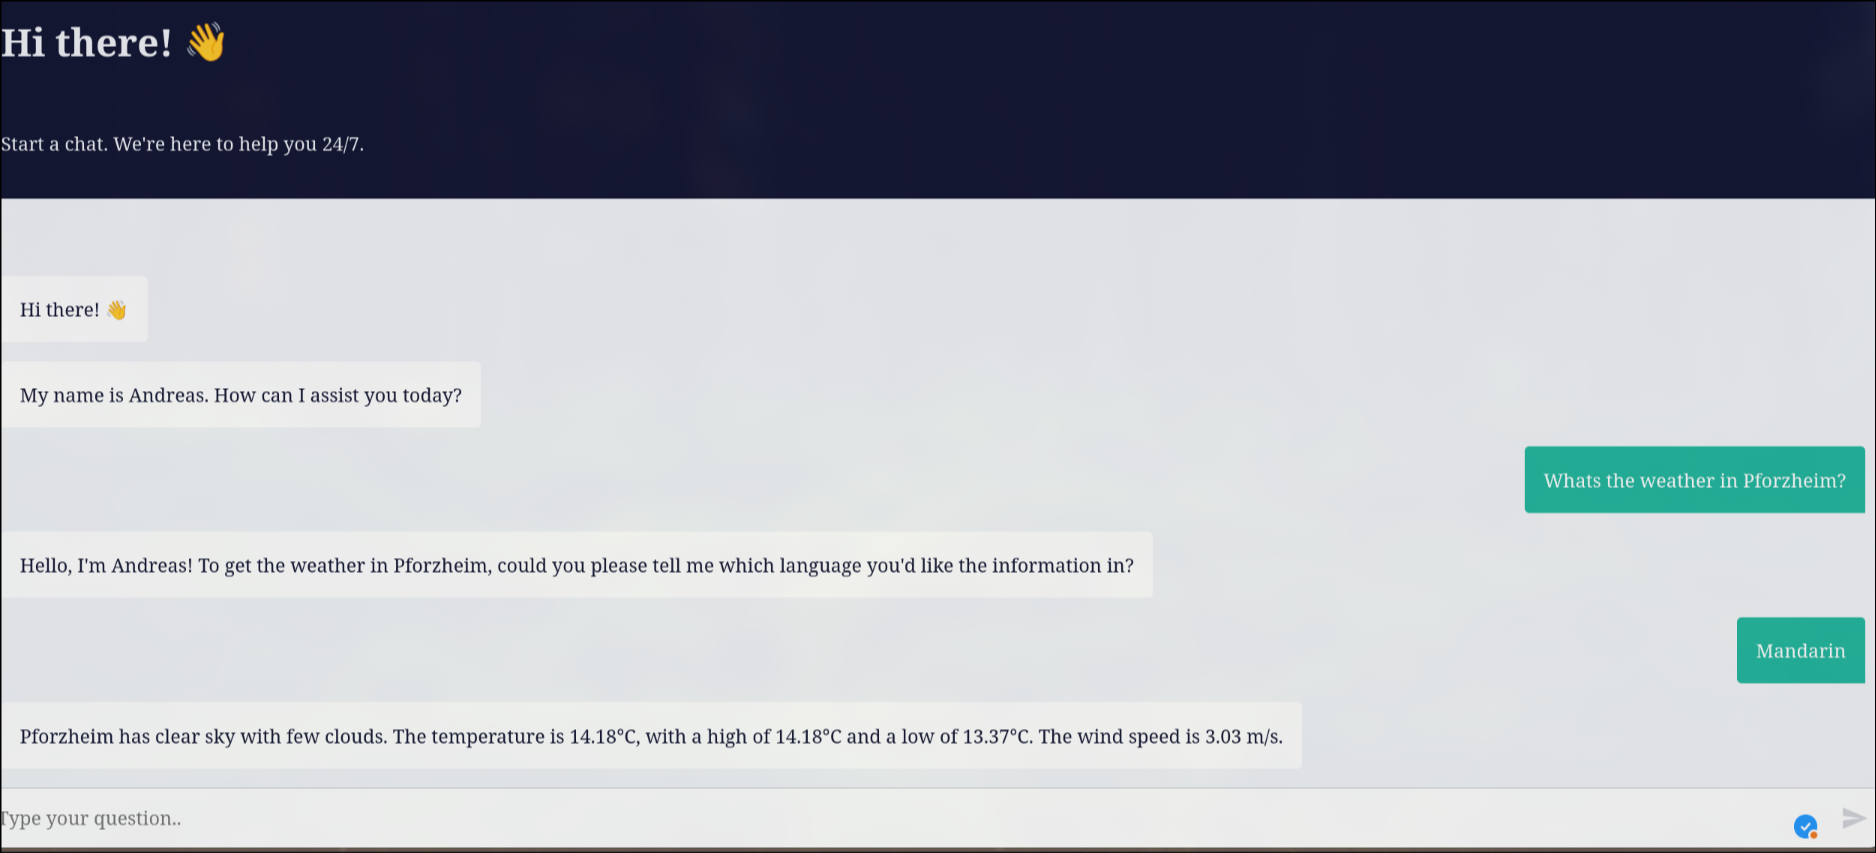 Hi there! 👋
Start a chat. We're here to help you 24/7.
Hi there! 👋
My name is Andreas. How can I assist you today?
Whats the weather in Pforzheim?
Hello, I'm Andreas! To get the weather in Pforzheim, could you please tell me which language you'd like the information in?
Mandarin
Pforzheim has clear sky with few clouds. The temperature is 14.18°C, with a high of 14.18°C and a low of 13.37°C. The wind speed is 3.03 m/s.
Type your question..